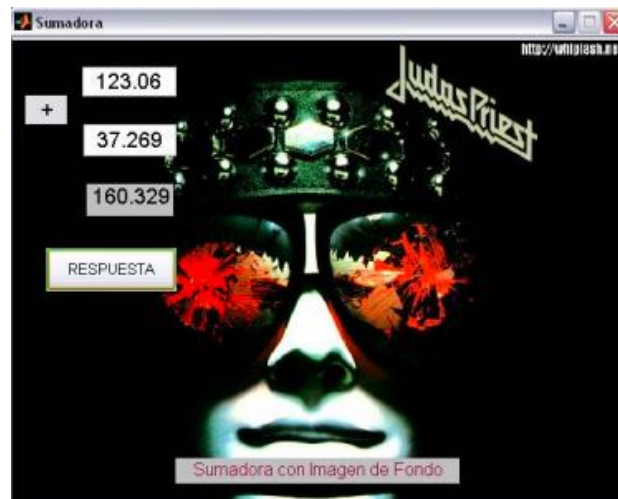 Sumadora
http://whiplash.ne
Judas Priest
123.06
+
37.269
160.329
RESPUESTA
Sumadora con Imagen de Fondo